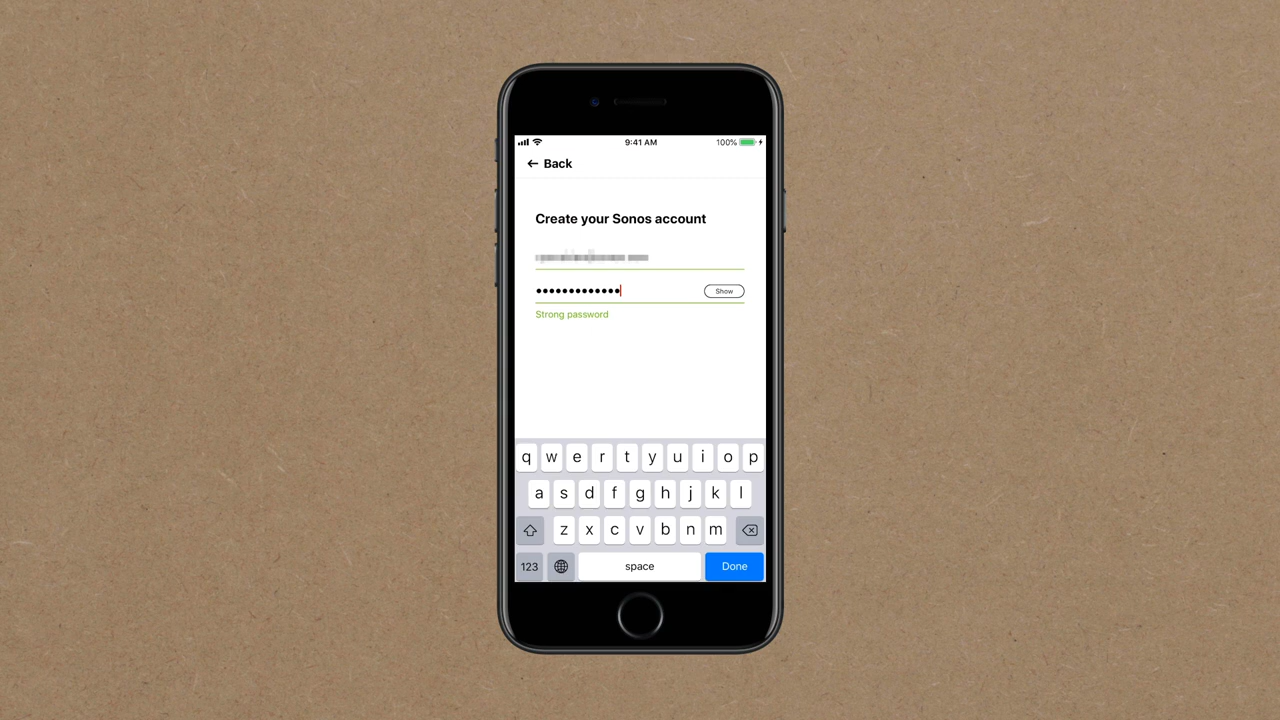 9:41 AM
100%
Back
Create your Sonos account
•••••••••••••
Show
Strong password
q w e r t y u i o p
a s d f g h j k l
z x c v b n m
123
space
Done